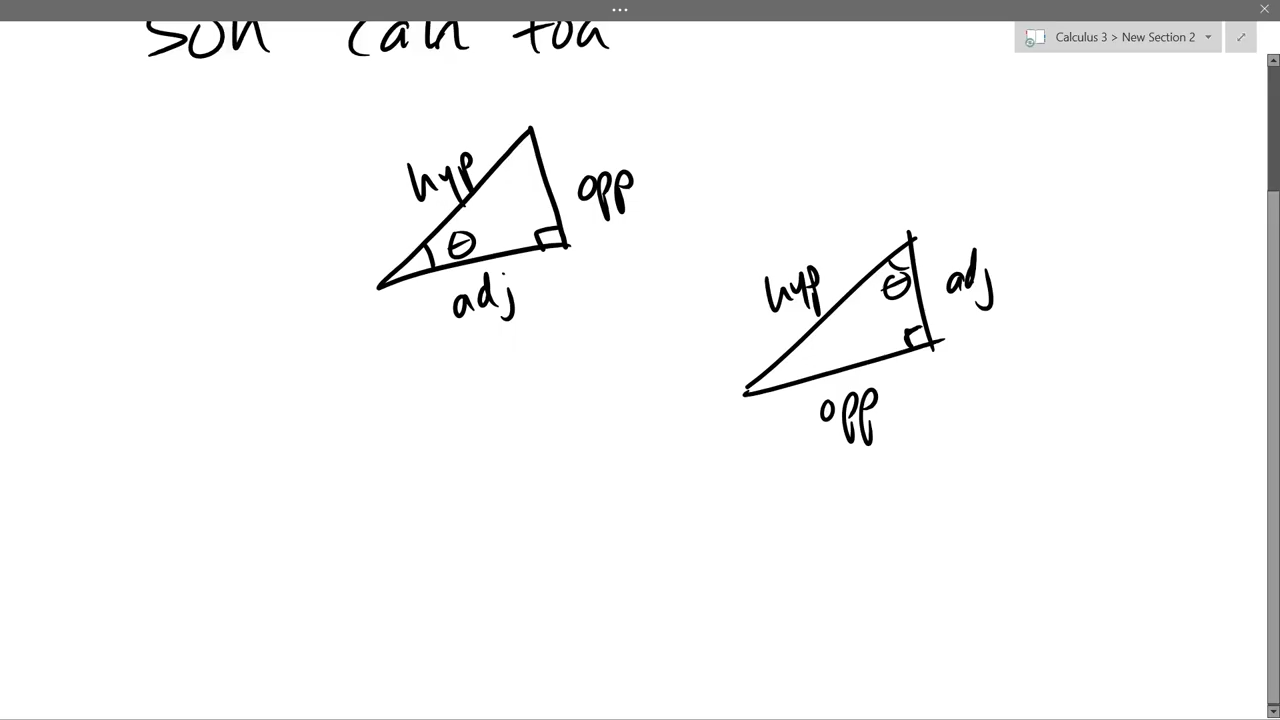 Calculus 3 > New Section 2
soh cah toa
hyp
opp
θ
adj
hyp
θ
adj
opp